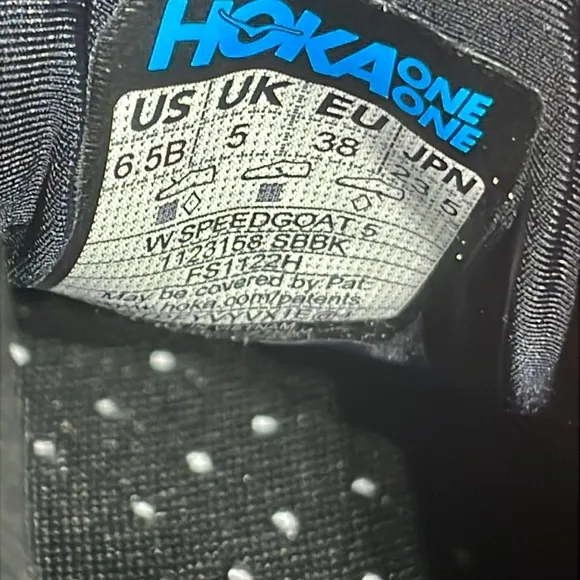 HOKA ONE ONE
US UK EU JPN
6.5B 5 38 23.5
W SPEEDGOAT 5
1123158 SBBK
FS1122H
May be covered by Pat.
hoka.com/patents